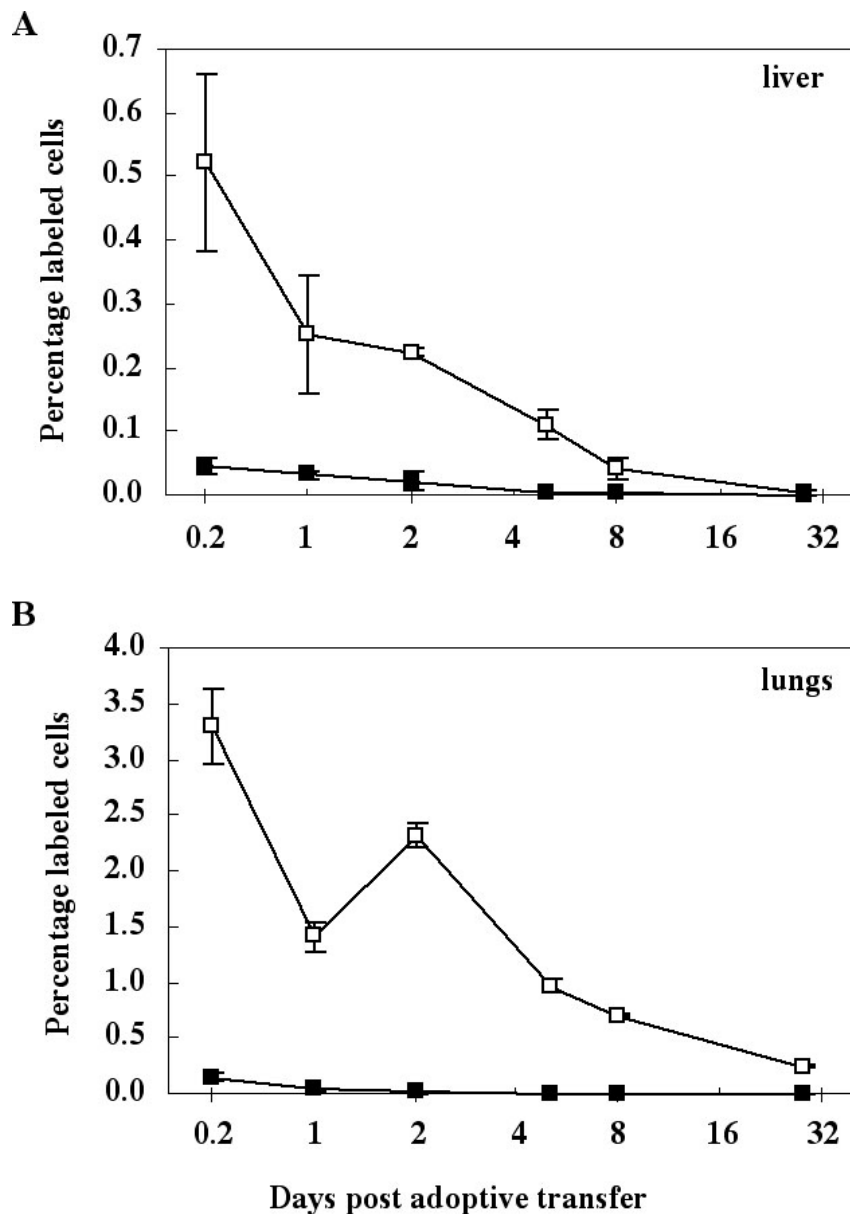 A
liver
Percentage labeled cells
0.7
0.6
0.5
0.4
0.3
0.2
0.1
0.0
0.2 1 2 4 8 16 32
B
lungs
Percentage labeled cells
4.0
3.5
3.0
2.5
2.0
1.5
1.0
0.5
0.0
0.2 1 2 4 8 16 32
Days post adoptive transfer